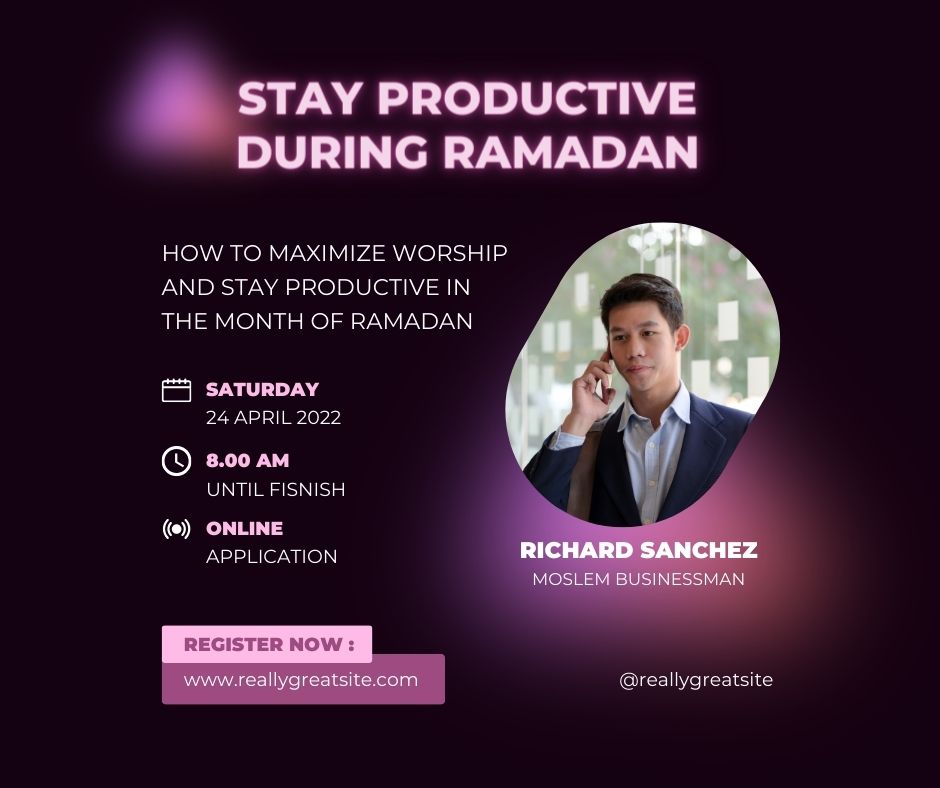 STAY PRODUCTIVE
DURING RAMADAN
HOW TO MAXIMIZE WORSHIP
AND STAY PRODUCTIVE IN
THE MONTH OF RAMADAN
SATURDAY
24 APRIL 2022
8.00 AM
UNTIL FISNISH
ONLINE
APPLICATION
RICHARD SANCHEZ
MOSLEM BUSINESSMAN
REGISTER NOW :
www.reallygreatsite.com
@reallygreatsite